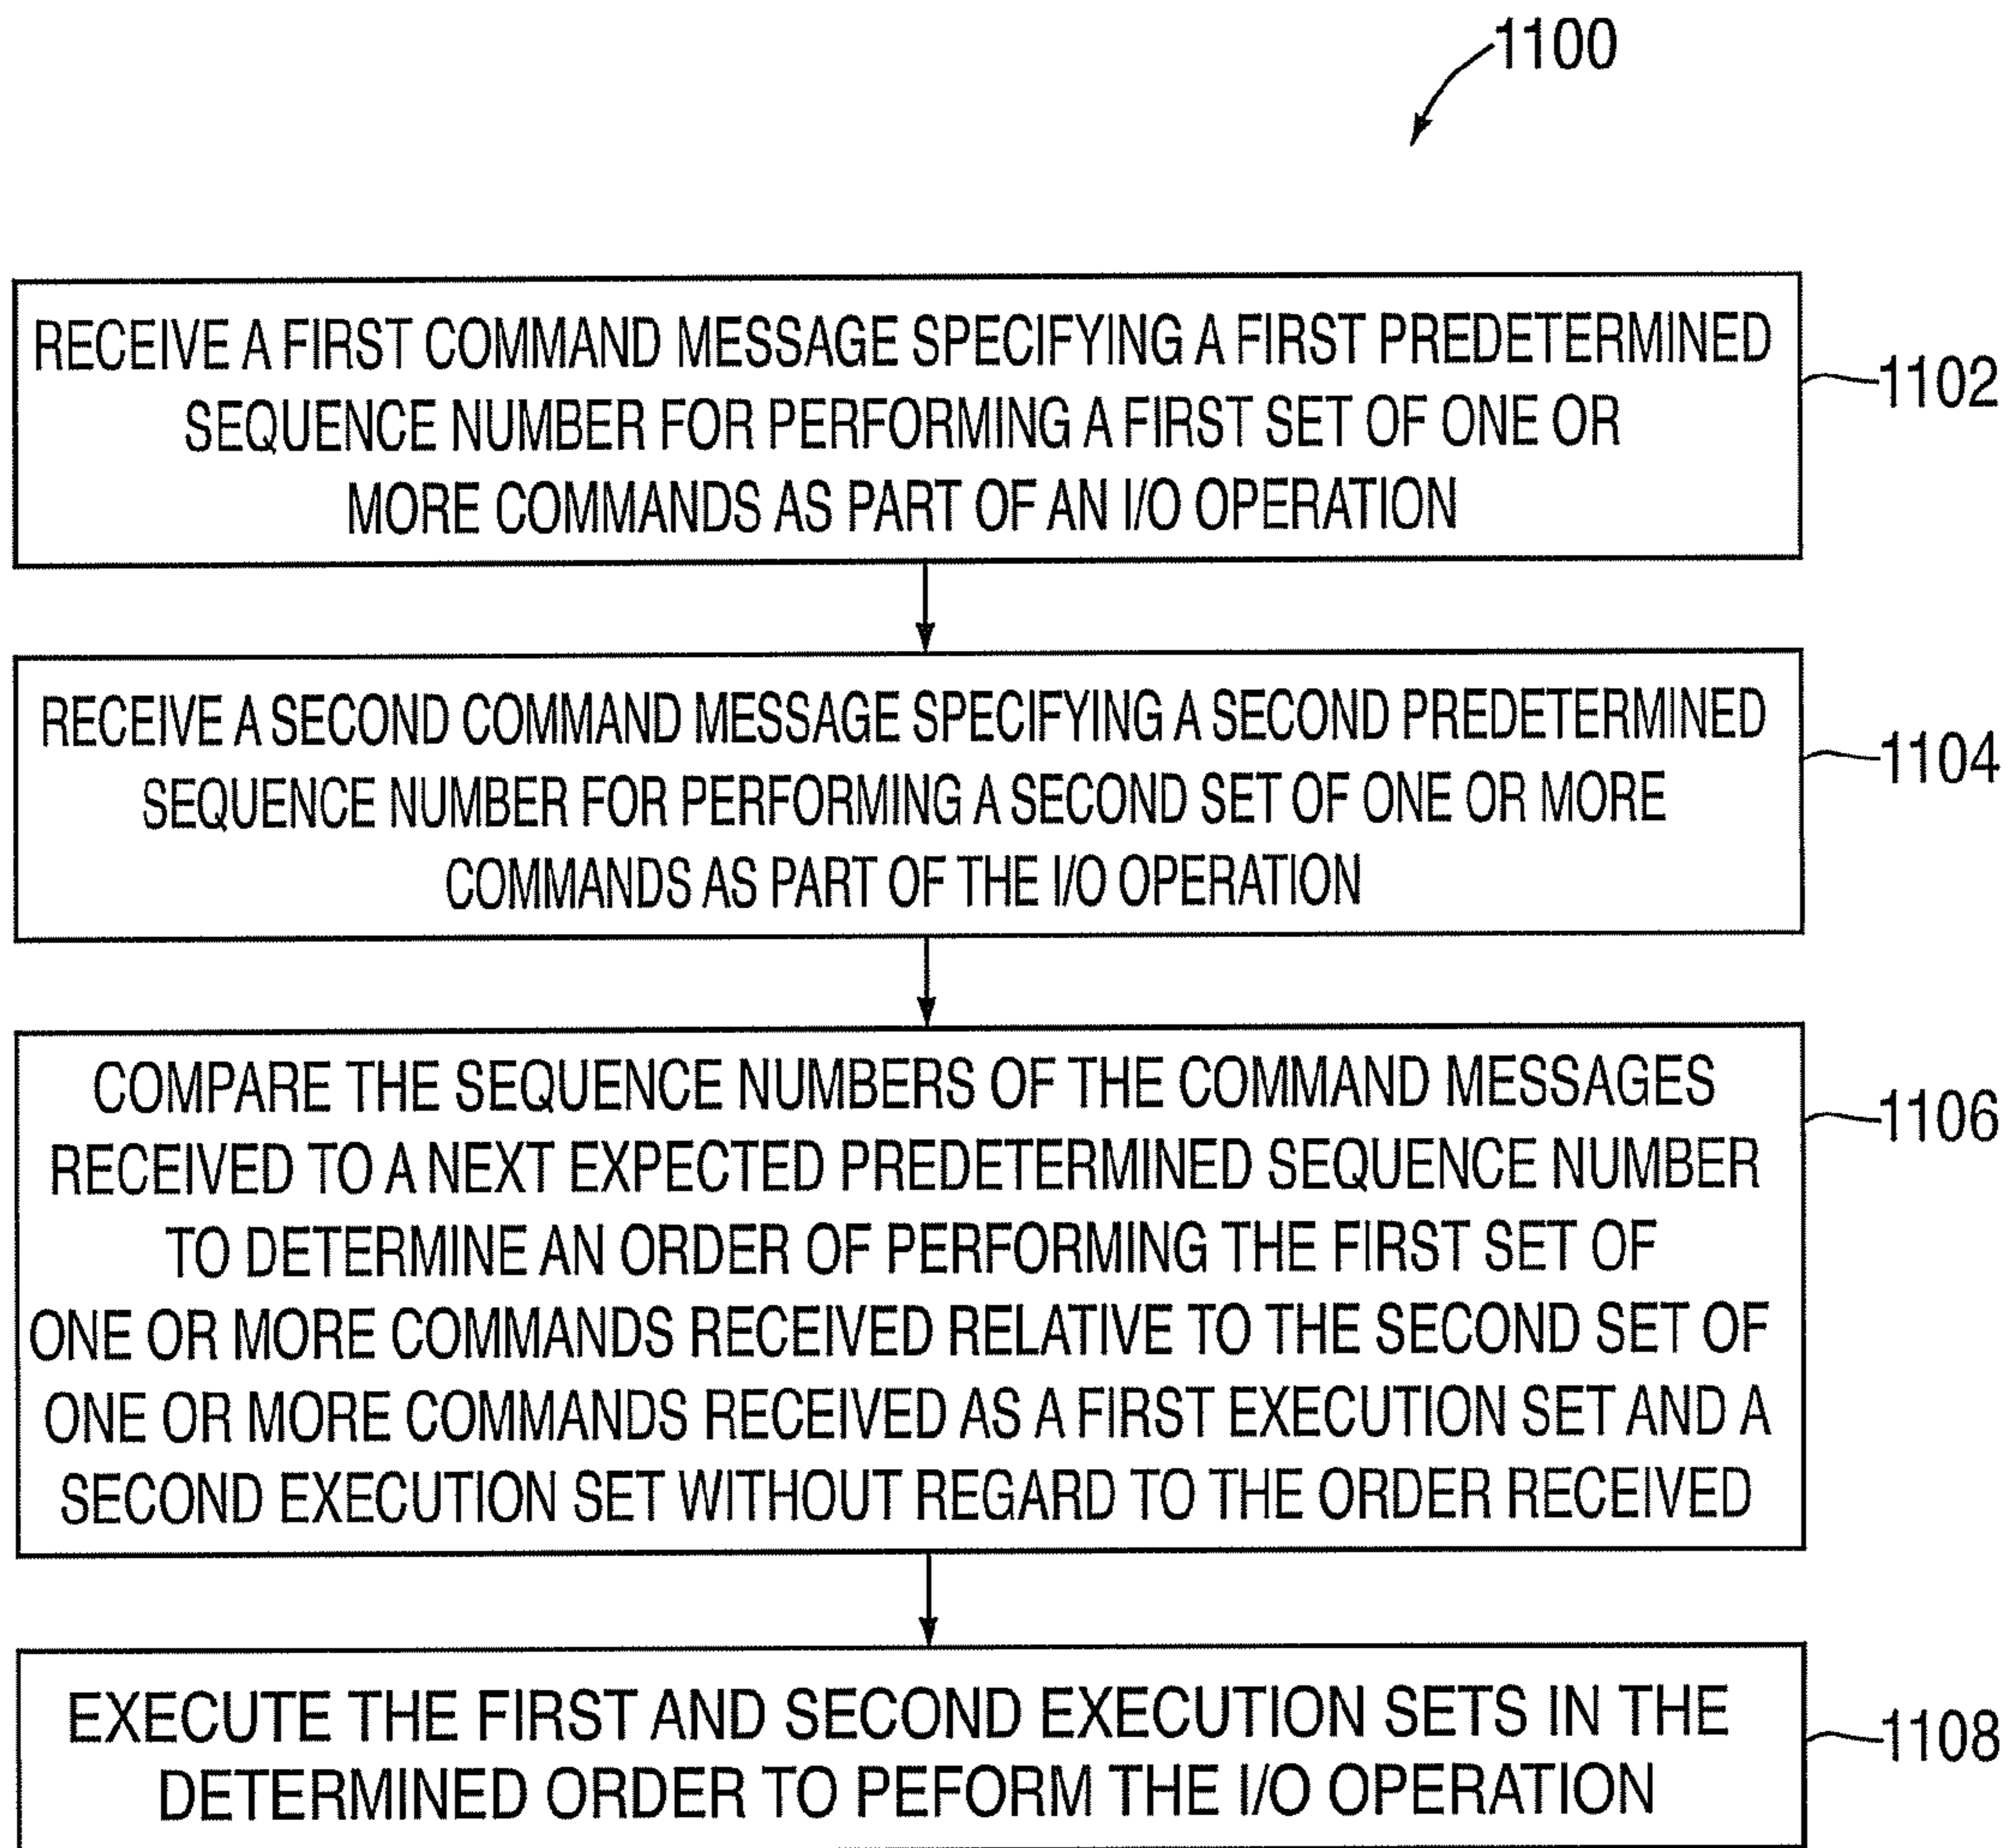 1100
RECEIVE A FIRST COMMAND MESSAGE SPECIFYING A FIRST PREDETERMINED
SEQUENCE NUMBER FOR PERFORMING A FIRST SET OF ONE OR
MORE COMMANDS AS PART OF AN I/O OPERATION
1102
RECEIVE A SECOND COMMAND MESSAGE SPECIFYING A SECOND PREDETERMINED
SEQUENCE NUMBER FOR PERFORMING A SECOND SET OF ONE OR MORE
COMMANDS AS PART OF THE I/O OPERATION
1104
COMPARE THE SEQUENCE NUMBERS OF THE COMMAND MESSAGES
RECEIVED TO A NEXT EXPECTED PREDETERMINED SEQUENCE NUMBER
TO DETERMINE AN ORDER OF PERFORMING THE FIRST SET OF
ONE OR MORE COMMANDS RECEIVED RELATIVE TO THE SECOND SET OF
ONE OR MORE COMMANDS RECEIVED AS A FIRST EXECUTION SET AND A
SECOND EXECUTION SET WITHOUT REGARD TO THE ORDER RECEIVED
1106
EXECUTE THE FIRST AND SECOND EXECUTION SETS IN THE
DETERMINED ORDER TO PEFORM THE I/O OPERATION
1108